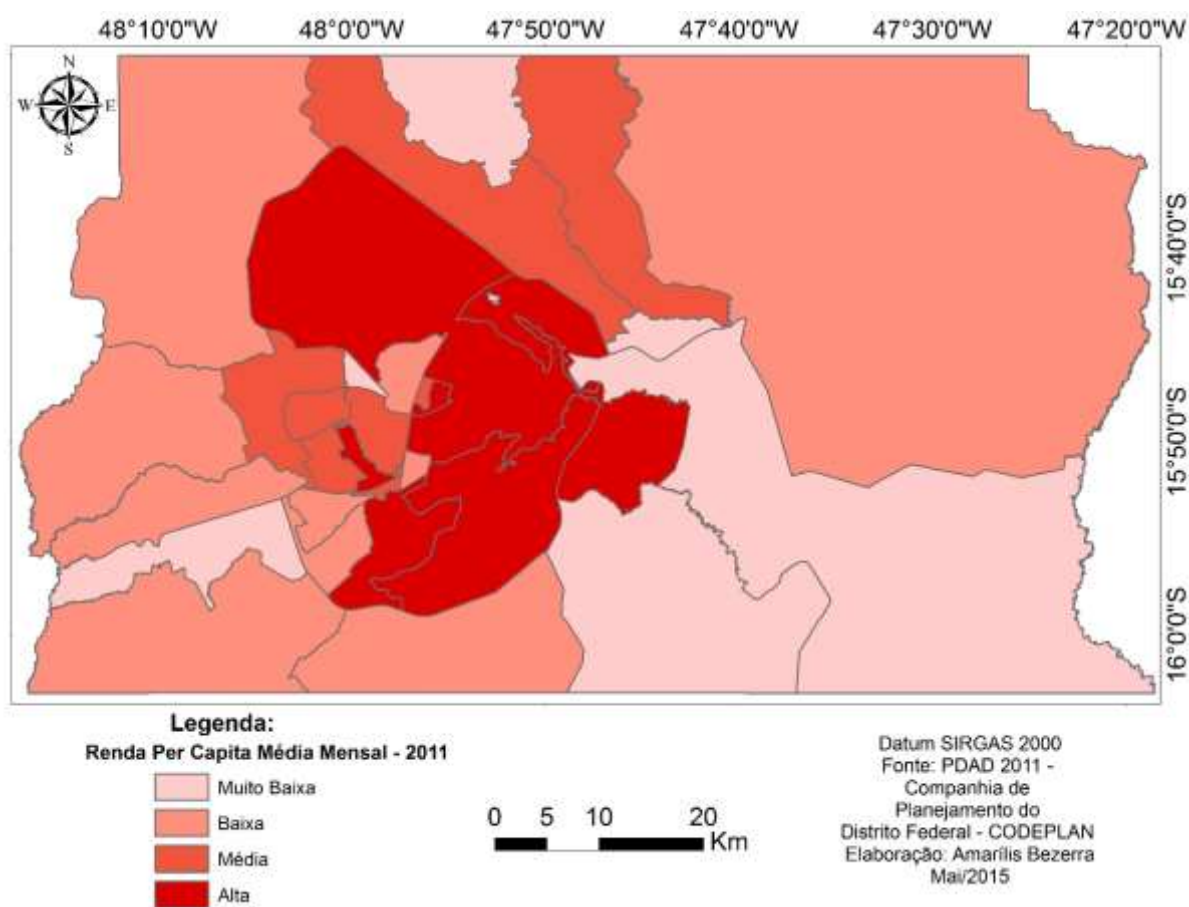 48°10'0"W 48°0'0"W 47°50'0"W 47°40'0"W 47°30'0"W 47°20'0"W
N
W E
S
15°40'0"S
15°50'0"S
16°0'0"S
Legenda:
Renda Per Capita Média Mensal - 2011
Muito Baixa
Baixa
Média
Alta
0 5 10 20
Km
Datum SIRGAS 2000
Fonte: PDAD 2011 -
Companhia de
Planejamento do
Distrito Federal - CODEPLAN
Elaboração: Amarílis Bezerra
Mai/2015